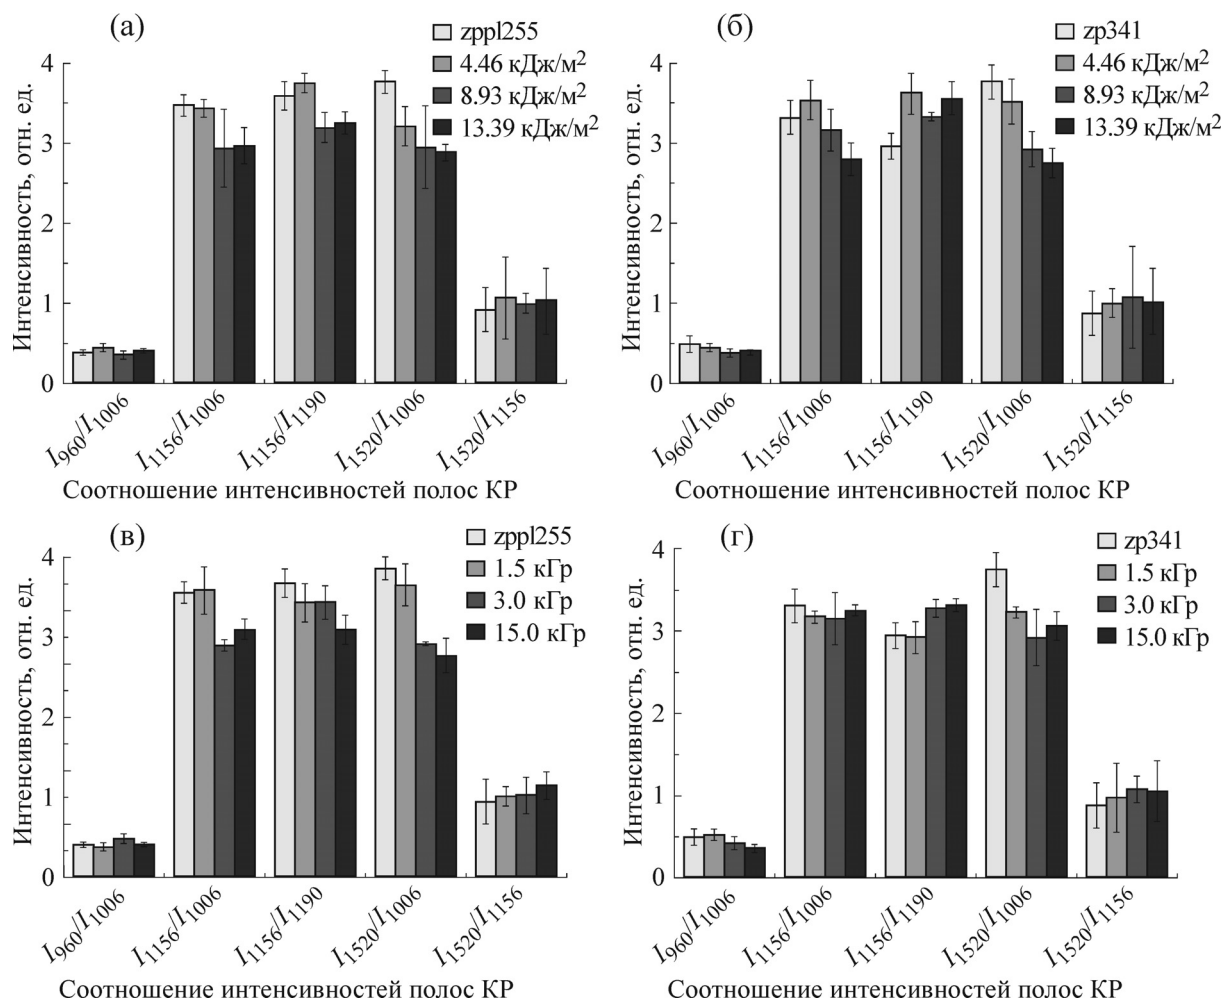 (а)
zppl255
4.46 кДж/м2
8.93 кДж/м2
13.39 кДж/м2
Интенсивность, отн. ед.
4
3
2
1
0
I960/I1006
I1156/I1006
I1156/I1190
I1520/I1006
I1520/I1156
Соотношение интенсивностей полос КР
(б)
zp341
4.46 кДж/м2
8.93 кДж/м2
13.39 кДж/м2
Интенсивность, отн. ед.
4
3
2
1
0
I960/I1006
I1156/I1006
I1156/I1190
I1520/I1006
I1520/I1156
Соотношение интенсивностей полос КР
(в)
zppl255
1.5 кГр
3.0 кГр
15.0 кГр
Интенсивность, отн. ед.
4
3
2
1
0
I960/I1006
I1156/I1006
I1156/I1190
I1520/I1006
I1520/I1156
Соотношение интенсивностей полос КР
(г)
zp341
1.5 кГр
3.0 кГр
15.0 кГр
Интенсивность, отн. ед.
4
3
2
1
0
I960/I1006
I1156/I1006
I1156/I1190
I1520/I1006
I1520/I1156
Соотношение интенсивностей полос КР